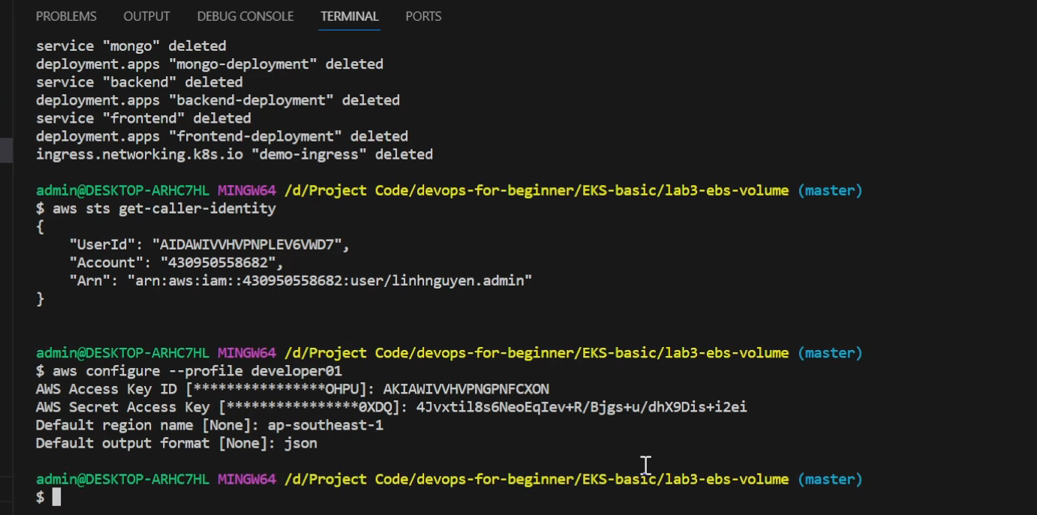 PROBLEMS OUTPUT DEBUG CONSOLE TERMINAL PORTS
service "mongo" deleted
deployment.apps "mongo-deployment" deleted
service "backend" deleted
deployment.apps "backend-deployment" deleted
service "frontend" deleted
deployment.apps "frontend-deployment" deleted
ingress.networking.k8s.io "demo-ingress" deleted
admin@DESKTOP-ARHC7HL MINGW64 /d/Project Code/devops-for-beginner/EKS-basic/lab3-ebs-volume (master)
$ aws sts get-caller-identity
{
    "UserId": "AIDAWIVVHVPNPLEV6VWD7",
    "Account": "430950558682",
    "Arn": "arn:aws:iam::430950558682:user/linhnguyen.admin"
}
admin@DESKTOP-ARHC7HL MINGW64 /d/Project Code/devops-for-beginner/EKS-basic/lab3-ebs-volume (master)
$ aws configure --profile developer01
AWS Access Key ID [****************OHPU]: AKIAWIVVHVPNGPNFCXON
AWS Secret Access Key [****************0XDQ]: 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
Default region name [None]: ap-southeast-1
Default output format [None]: json
admin@DESKTOP-ARHC7HL MINGW64 /d/Project Code/devops-for-beginner/EKS-basic/lab3-ebs-volume (master)
$